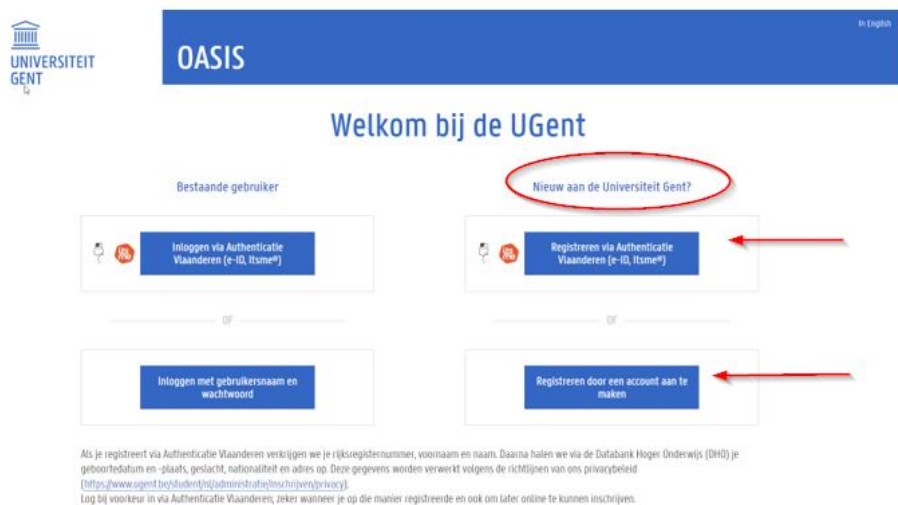 In English
UNIVERSITEIT
GENT
OASIS
Welkom bij de UGent
Bestaande gebruiker
Nieuw aan de Universiteit Gent?
Inloggen via Authenticatie
Vlaanderen (e-ID, Itsme®)
Registreren via Authenticatie
Vlaanderen (e-ID, Itsme®)
OF
OF
Inloggen met gebruikersnaam en
wachtwoord
Registreren door een account aan te
maken
Als je registreert via Authenticatie Vlaanderen verkrijgen we je rijksregisternummer, voornaam en naam. Daarna halen we via de Databank Hoger Onderwijs (DHO) je
geboortedatum en -plaats, geslacht, nationaliteit en adres op. Deze gegevens worden verwerkt volgens de richtlijnen van ons privacybeleid
(https://www.ugent.be/student/nl/administratie/inschrijven/privacy).
Log bij voorkeur in via Authenticatie Vlaanderen; zeker wanneer je op die manier registreerde en ook om later online te kunnen inschrijven.